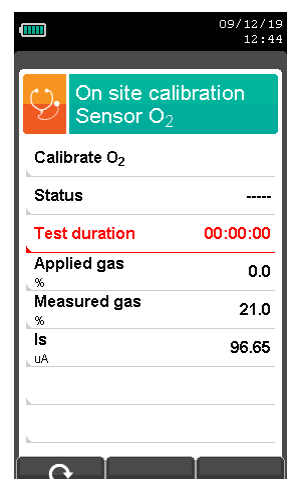 09/12/19
12:44
On site calibration
Sensor O₂
Calibrate O₂
Status -----
Test duration 00:00:00
Applied gas 0.0
%
Measured gas 21.0
%
Is 96.65
uA